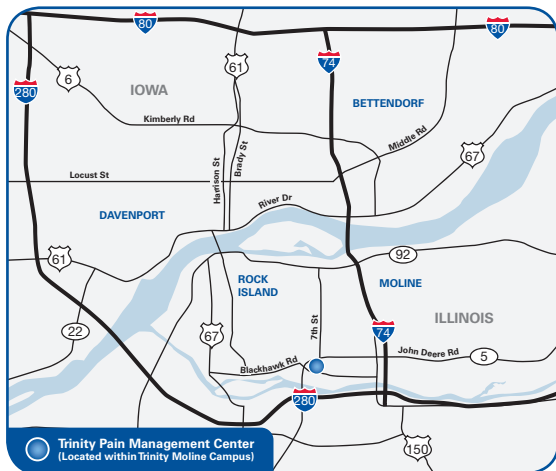 80
80
61
74
6
280
IOWA
BETTENDORF
Kimberly Rd
Middle Rd
67
Harrison St
Brady St
Locust St
River Dr
DAVENPORT
92
61
ROCK
ISLAND
MOLINE
7th St
ILLINOIS
22
67
74
John Deere Rd
5
Blackhawk Rd
280
150
Trinity Pain Management Center
(Located within Trinity Moline Campus)